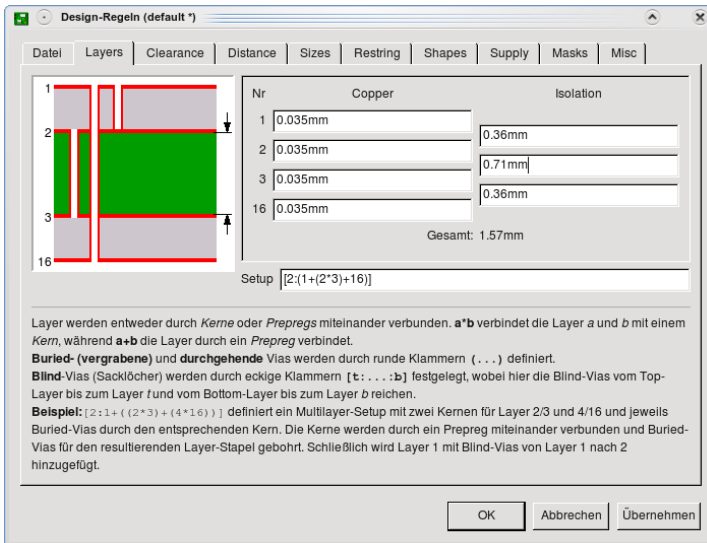 Design-Regeln (default *)
Datei Layers Clearance Distance Sizes Restring Shapes Supply Masks Misc
Nr Copper Isolation
1
2
3
16
1 0.035mm
0.36mm
2 0.035mm
0.71mm
3 0.035mm
0.36mm
16 0.035mm
Gesamt: 1.57mm
Setup [2:(1+(2*3)+16)]
Layer werden entweder durch Kerne oder Prepregs miteinander verbunden. a*b verbindet die Layer a und b mit einem
Kern, während a+b die Layer durch ein Prepreg verbindet.
Buried- (vergrabene) und durchgehende Vias werden durch runde Klammern (...) definiert.
Blind-Vias (Sacklöcher) werden durch eckige Klammern [t:...:b] festgelegt, wobei hier die Blind-Vias vom Top-
Layer bis zum Layer t und vom Bottom-Layer bis zum Layer b reichen.
Beispiel: [2:1+((2*3)+(4*16))] definiert ein Multilayer-Setup mit zwei Kernen für Layer 2/3 und 4/16 und jeweils
Buried-Vias durch den entsprechenden Kern. Die Kerne werden durch ein Prepreg miteinander verbunden und Buried-
Vias für den resultierenden Layer-Stapel gebohrt. Schließlich wird Layer 1 mit Blind-Vias von Layer 1 nach 2
hinzugefügt.
OK Abbrechen Übernehmen